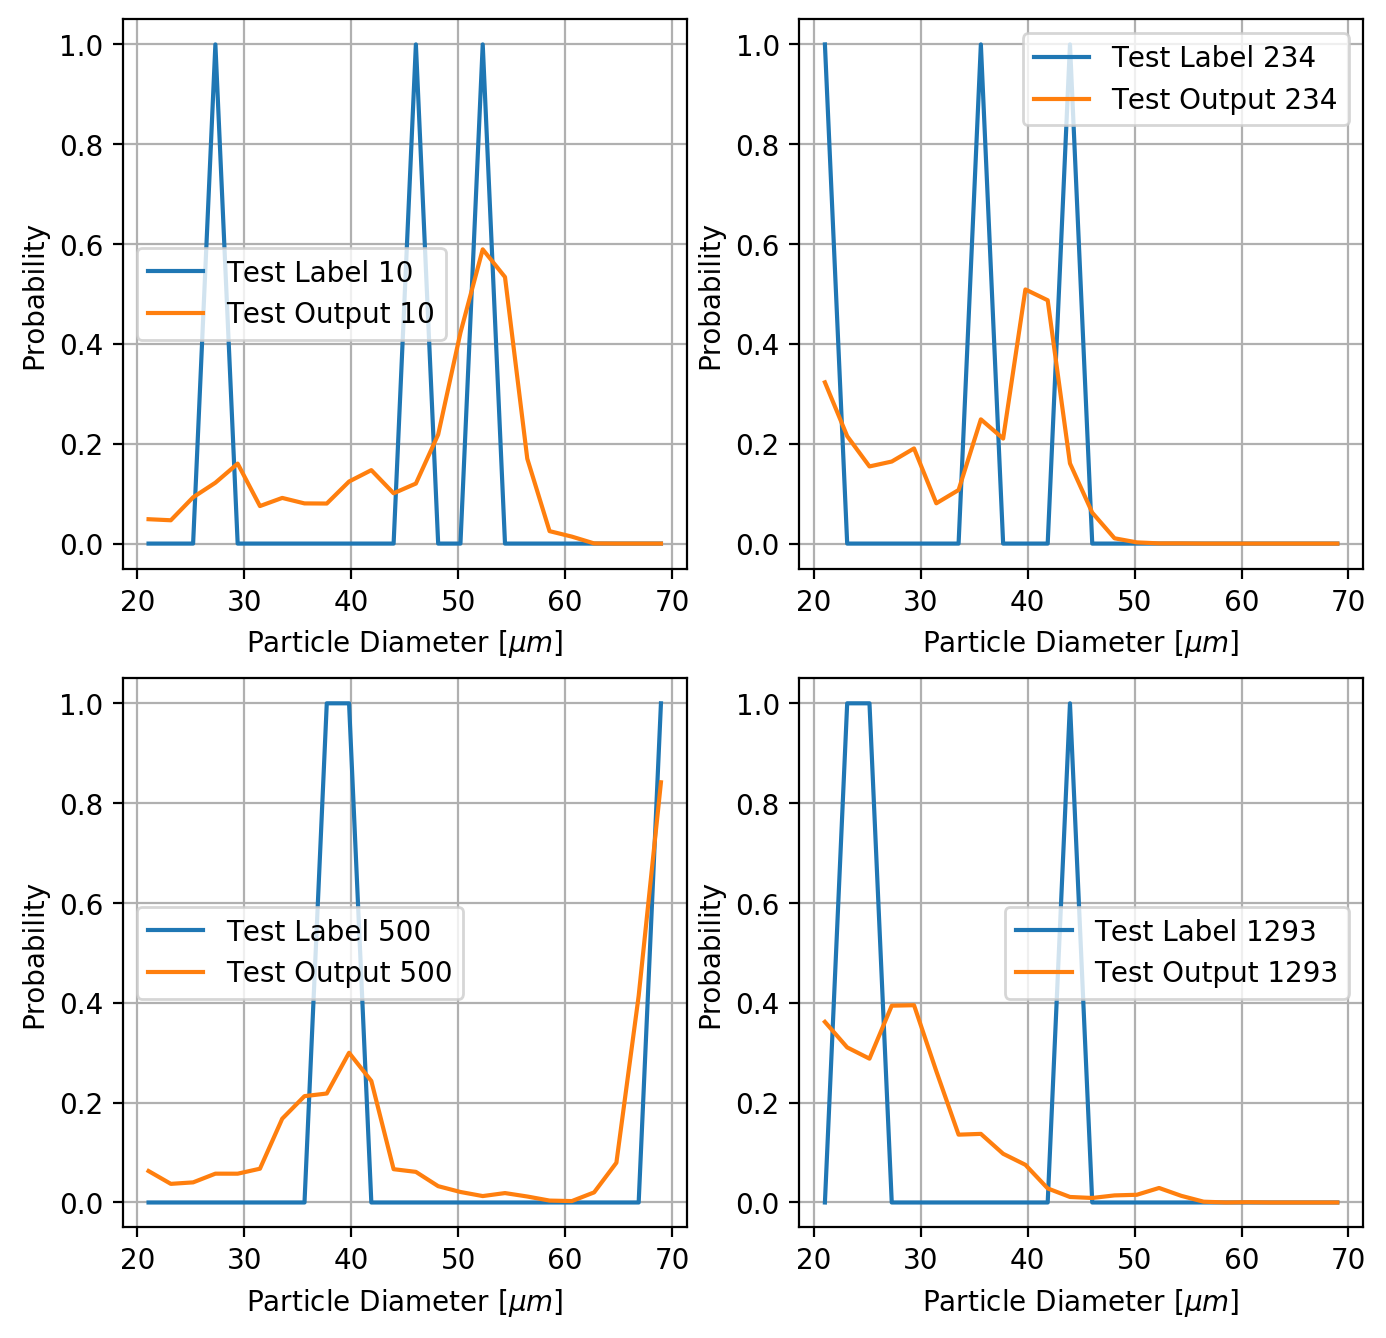 1.0
0.8
0.6
0.4
0.2
0.0
Probability
Test Label 10
Test Output 10
20 30 40 50 60 70
Particle Diameter [μm]
1.0
0.8
0.6
0.4
0.2
0.0
Probability
Test Label 234
Test Output 234
20 30 40 50 60 70
Particle Diameter [μm]
1.0
0.8
0.6
0.4
0.2
0.0
Probability
Test Label 500
Test Output 500
20 30 40 50 60 70
Particle Diameter [μm]
1.0
0.8
0.6
0.4
0.2
0.0
Probability
Test Label 1293
Test Output 1293
20 30 40 50 60 70
Particle Diameter [μm]